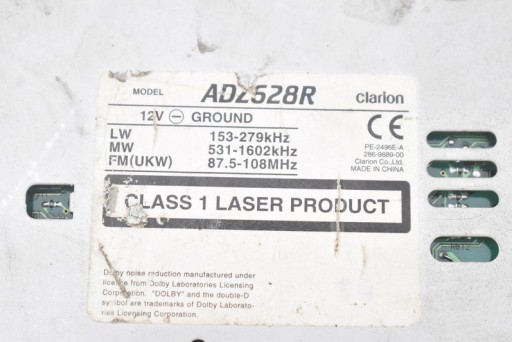 MODEL ADZ528R clarion
12V ⊖ GROUND
LW 153-279kHz
MW 531-1602kHz
FM(UKW) 87.5-108MHz
CE
PE-2496E-A
286-9889-00
Clarion Co., Ltd.
MADE IN CHINA
CLASS 1 LASER PRODUCT
Dolby noise reduction manufactured under
licence from Dolby Laboratories Licensing
Corporation. "DOLBY" and the double-D
symbol are trademarks of Dolby Laborato-
ries Licensing Corporation.